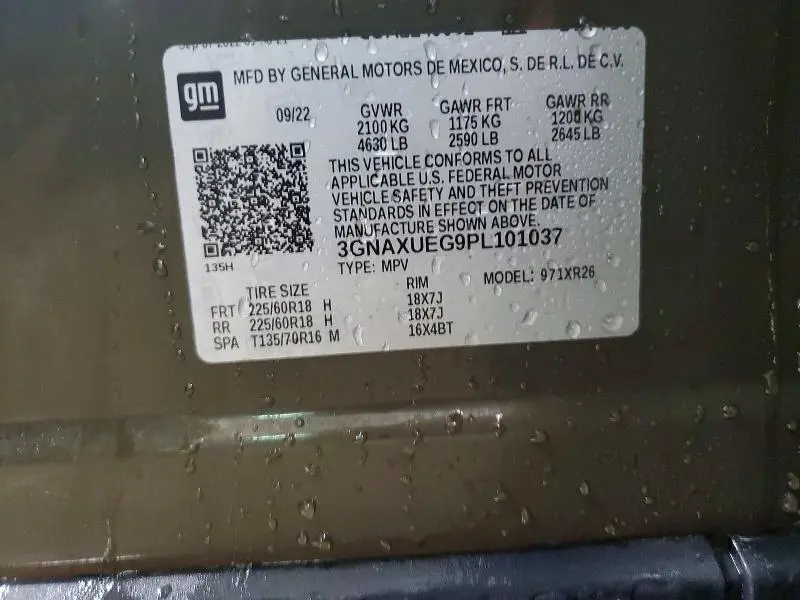 gm
MFD BY GENERAL MOTORS DE MEXICO, S. DE R.L. DE C.V.
09/22 GVWR GAWR FRT GAWR RR
2100 KG 1175 KG 1200 KG
4630 LB 2590 LB 2645 LB
THIS VEHICLE CONFORMS TO ALL
APPLICABLE U.S. FEDERAL MOTOR
VEHICLE SAFETY AND THEFT PREVENTION
STANDARDS IN EFFECT ON THE DATE OF
MANUFACTURE SHOWN ABOVE.
3GNAXUEG9PL101037
135H
TYPE: MPV MODEL: 971XR26
TIRE SIZE RIM
FRT 225/60R18 H 18X7J
RR 225/60R18 H 18X7J
SPA T135/70R16 M 16X4BT